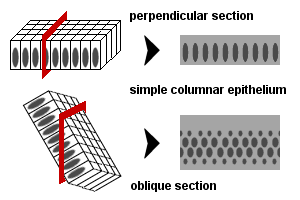 perpendicular section
simple columnar epithelium
oblique section